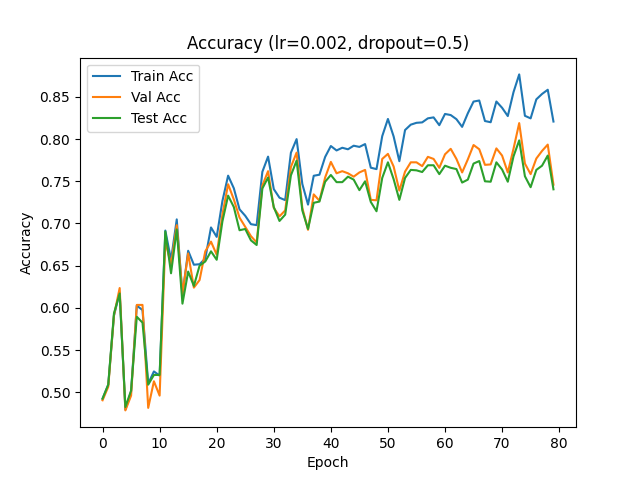 Accuracy (lr=0.002, dropout=0.5)
Train Acc
Val Acc
Test Acc
0.85
0.80
0.75
0.70
0.65
0.60
0.55
0.50
Accuracy
0 10 20 30 40 50 60 70 80
Epoch